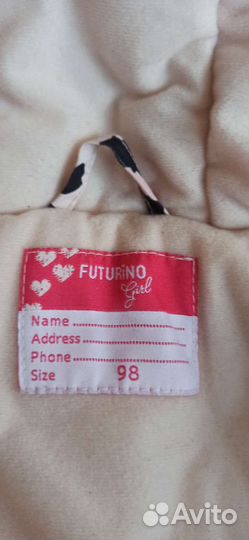 FUTURiNO
Girl
Name
Address
Phone
Size 98
Avito